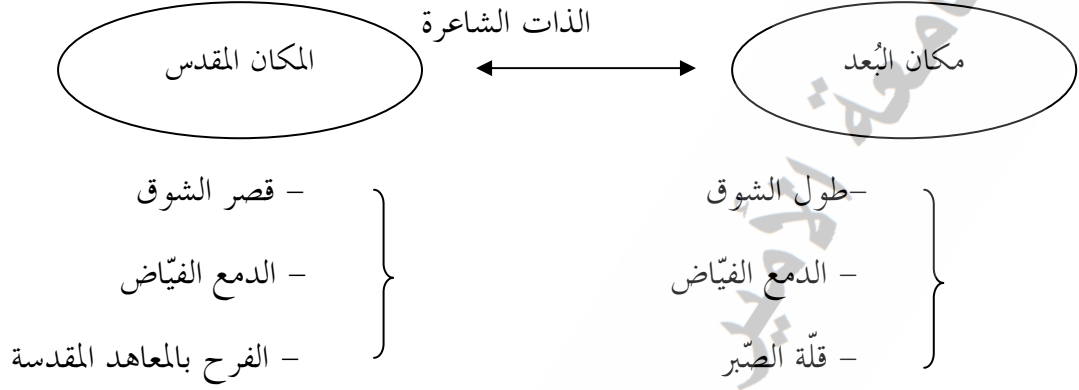 الذات الشاعرة
مكان البُعد
المكان المقدس
–طول الشوق
– الدمع الفيّاض
– قلّة الصّبر
– قصر الشوق
– الدمع الفيّاض
– الفرح بالمعاهد المقدسة